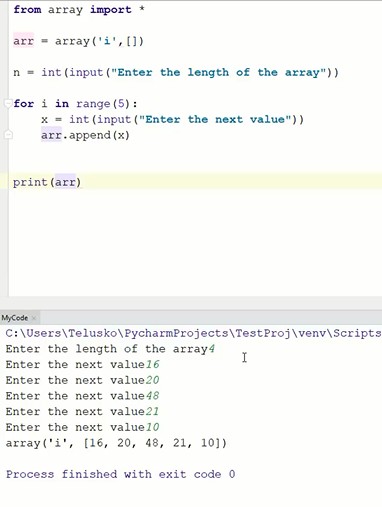 from array import *
arr = array('i',[])
n = int(input("Enter the length of the array"))
for i in range(5):
x = int(input("Enter the next value"))
arr.append(x)
print(arr)
MyCode
C:\Users\Telusko\PycharmProjects\TestProj\venv\Scripts
Enter the length of the array4
Enter the next value16
Enter the next value20
Enter the next value48
Enter the next value21
Enter the next value10
array('i', [16, 20, 48, 21, 10])
Process finished with exit code 0